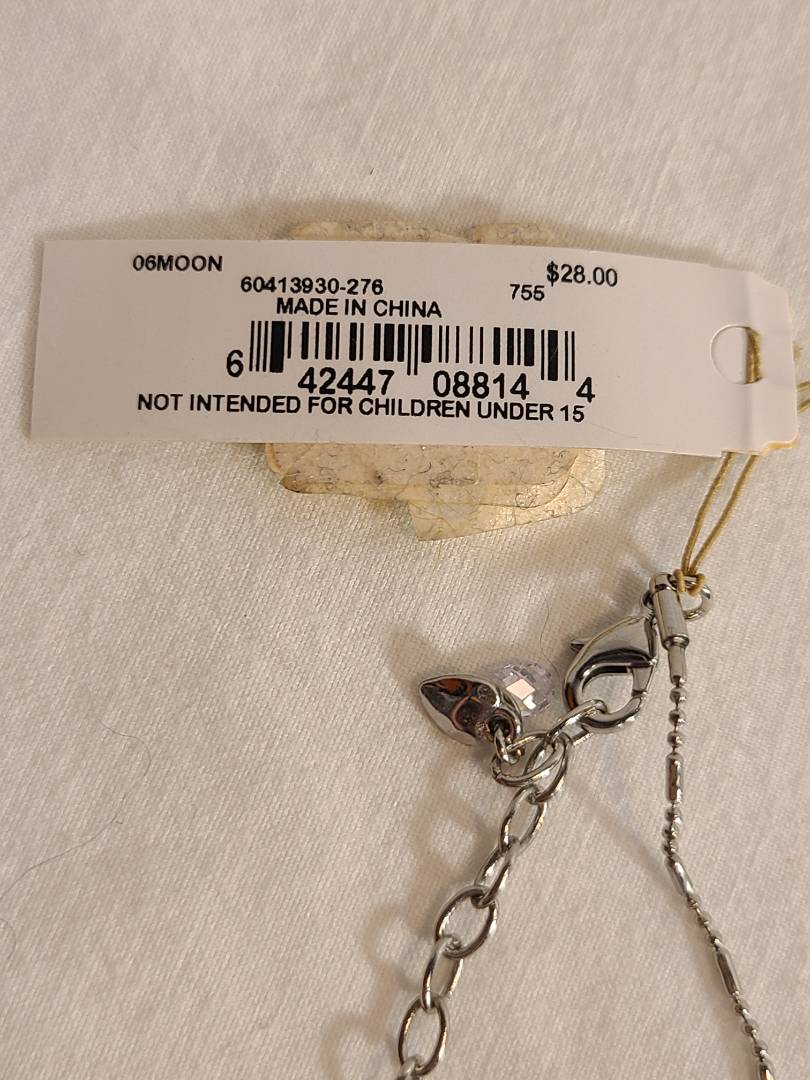 06MOON
$28.00
60413930-276
755
MADE IN CHINA
6 42447 08814 4
NOT INTENDED FOR CHILDREN UNDER 15